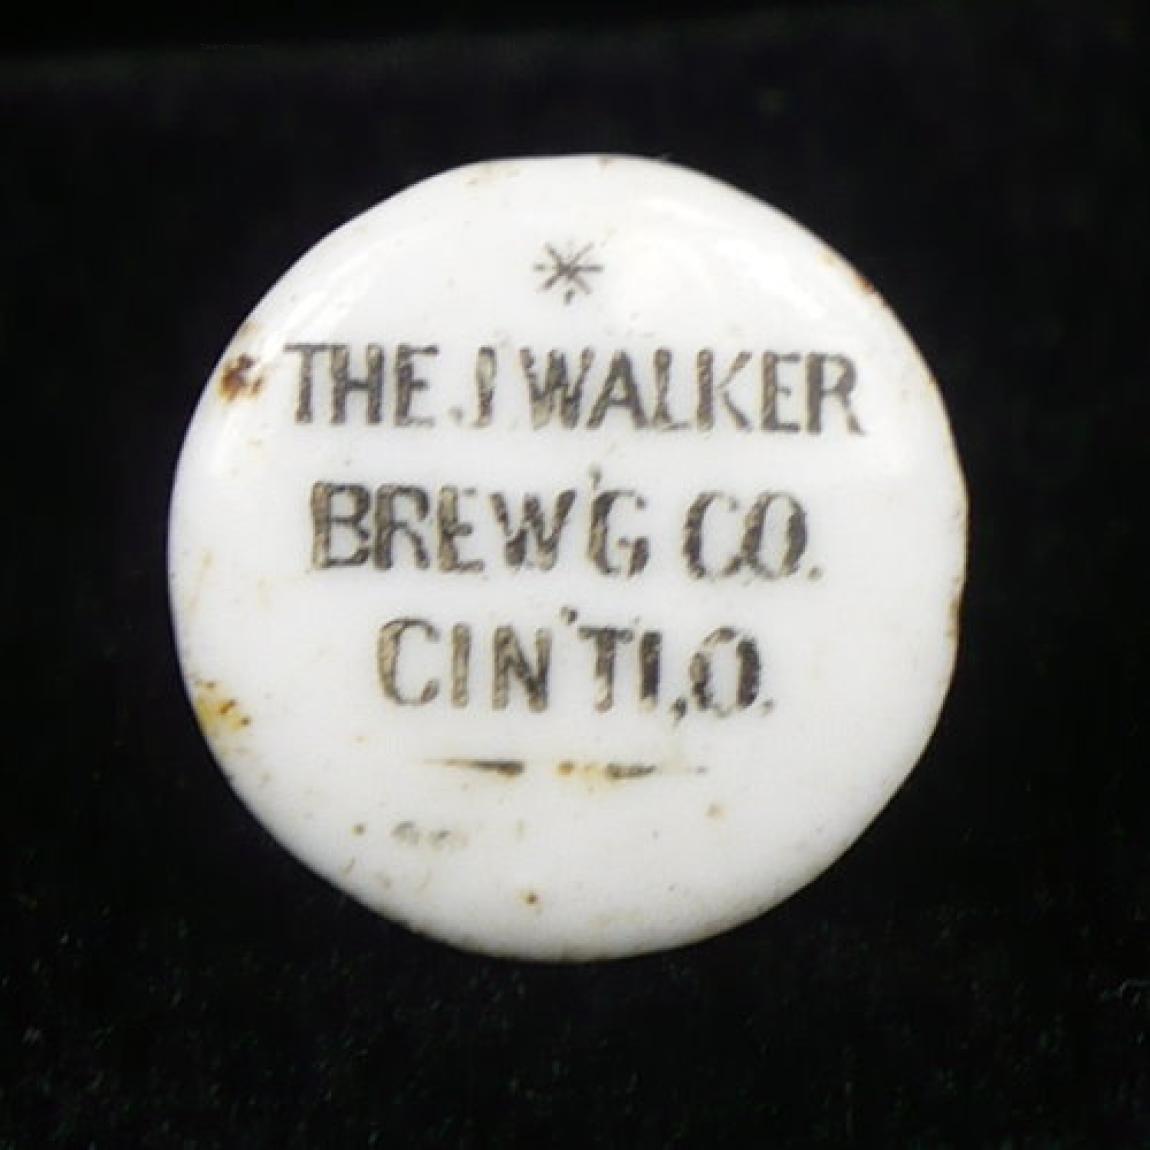 THE J WALKER
BREW'G CO.
CIN'TI,O.